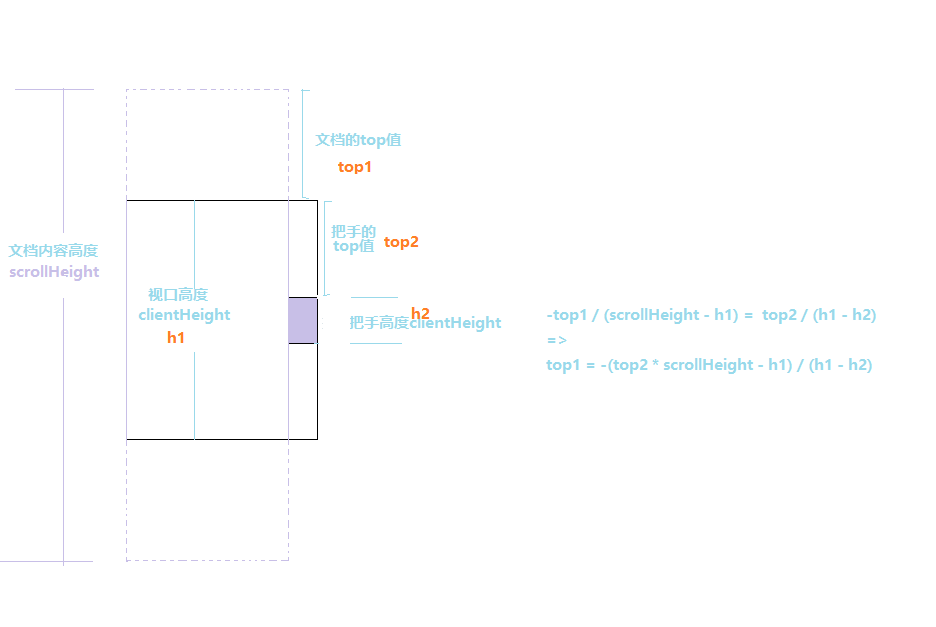 文档的top值
top1
把手的
top值 top2
文档内容高度
scrollHeight
视口高度
clientHeight
h1
h2
把手高度clientHeight
-top1 / (scrollHeight - h1) = top2 / (h1 - h2)
=>
top1 = -(top2 * scrollHeight - h1) / (h1 - h2)